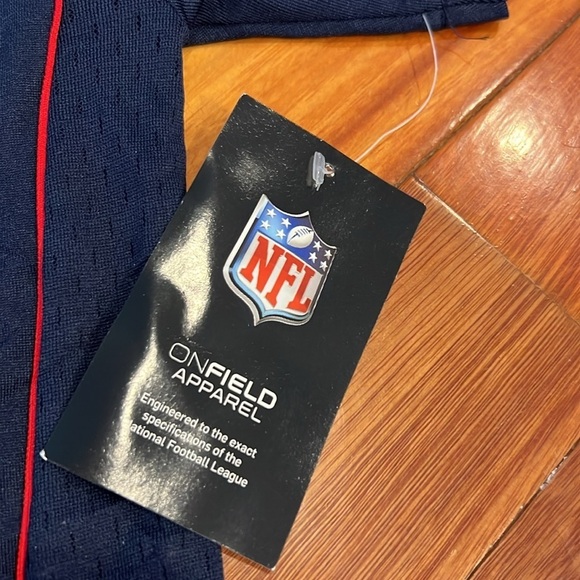 NFL
ONFIELD
APPAREL
Engineered to the exact
specifications of the
ational Football League